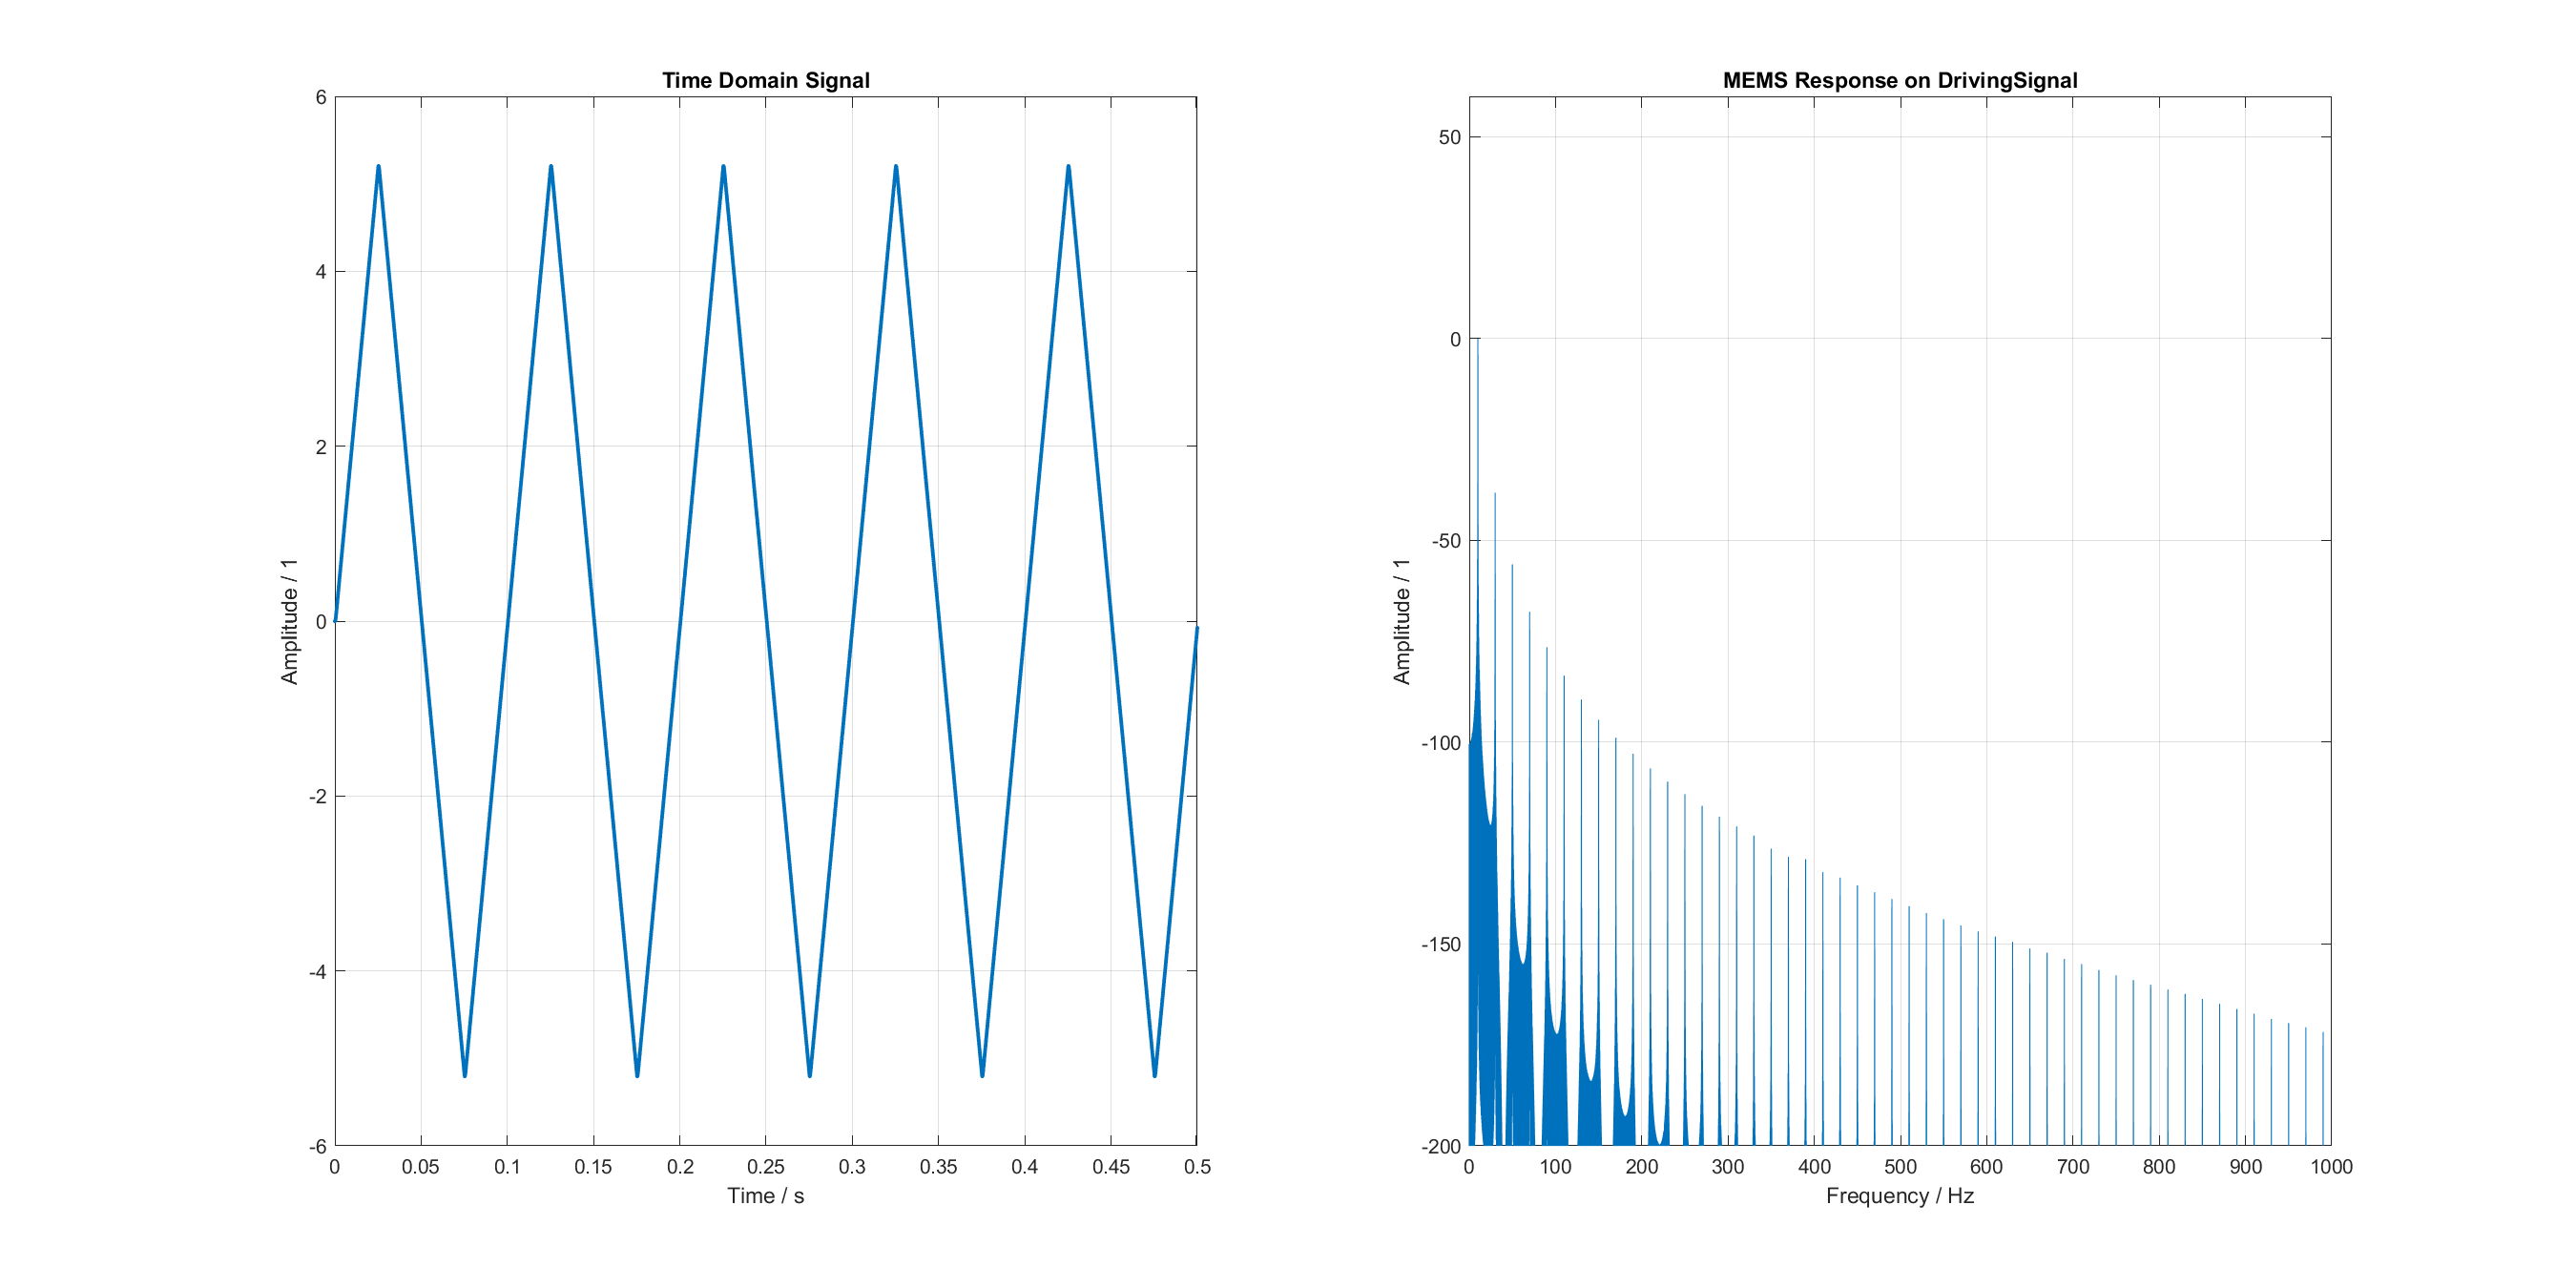 Time Domain Signal
6
4
2
0
-2
-4
-6
Amplitude / 1
0 0.05 0.1 0.15 0.2 0.25 0.3 0.35 0.4 0.45 0.5
Time / s
MEMS Response on DrivingSignal
50
0
-50
-100
-150
-200
Amplitude / 1
0 100 200 300 400 500 600 700 800 900 1000
Frequency / Hz